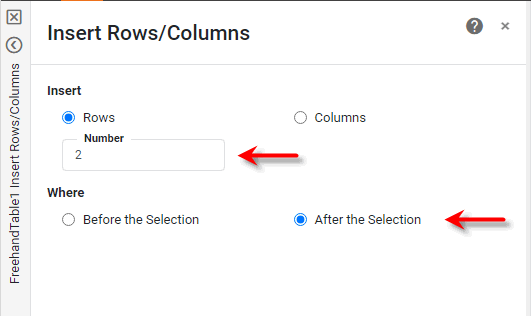 Insert Rows/Columns
?
FreehandTable1 Insert Rows/Columns
Insert
Rows
Columns
Number
2
Where
Before the Selection
After the Selection